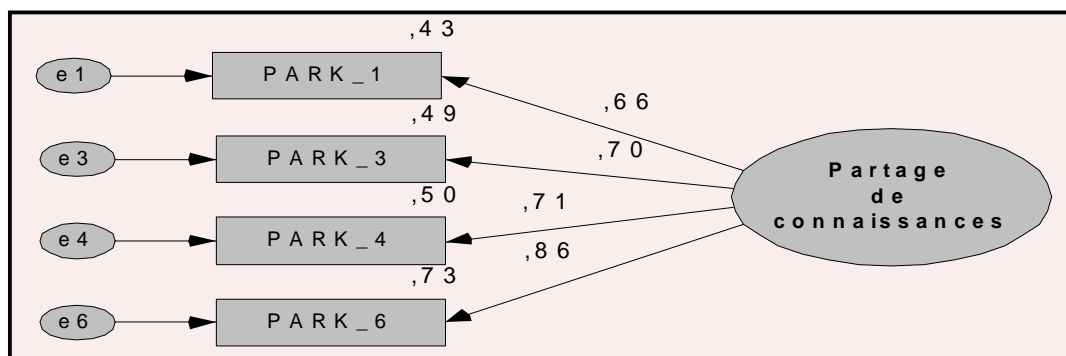 ,43
e1 PARK_1
,66
,49
e3 PARK_3
,70
,50
e4 PARK_4
,71
,73
e6 PARK_6
,86
Partage
de
connaissances